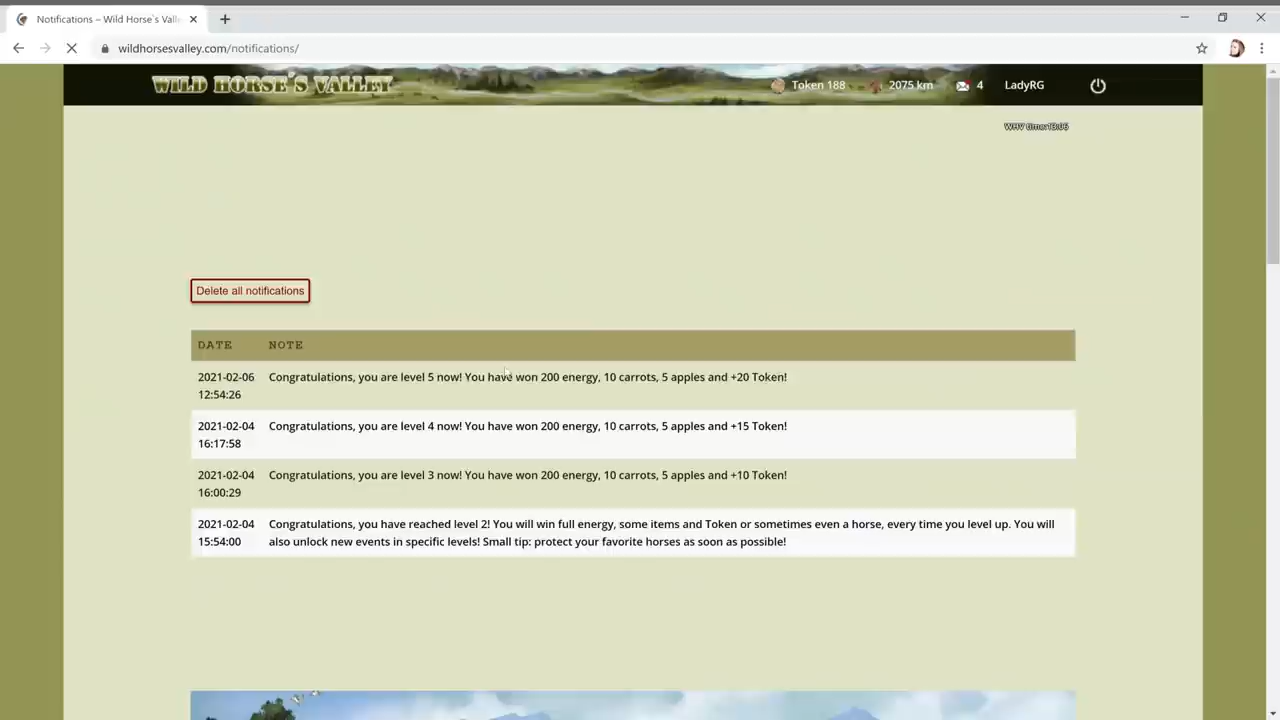 Notifications – Wild Horse`s Valle
wildhorsesvalley.com/notifications/
WILD HORSE`S VALLEY
Token 188
2075 km
4
LadyRG
WHV time:13:06
Delete all notifications
DATE NOTE
2021-02-06 Congratulations, you are level 5 now! You have won 200 energy, 10 carrots, 5 apples and +20 Token!
12:54:26
2021-02-04 Congratulations, you are level 4 now! You have won 200 energy, 10 carrots, 5 apples and +15 Token!
16:17:58
2021-02-04 Congratulations, you are level 3 now! You have won 200 energy, 10 carrots, 5 apples and +10 Token!
16:00:29
2021-02-04 Congratulations, you have reached level 2! You will win full energy, some items and Token or sometimes even a horse, every time you level up. You will
15:54:00 also unlock new events in specific levels! Small tip: protect your favorite horses as soon as possible!